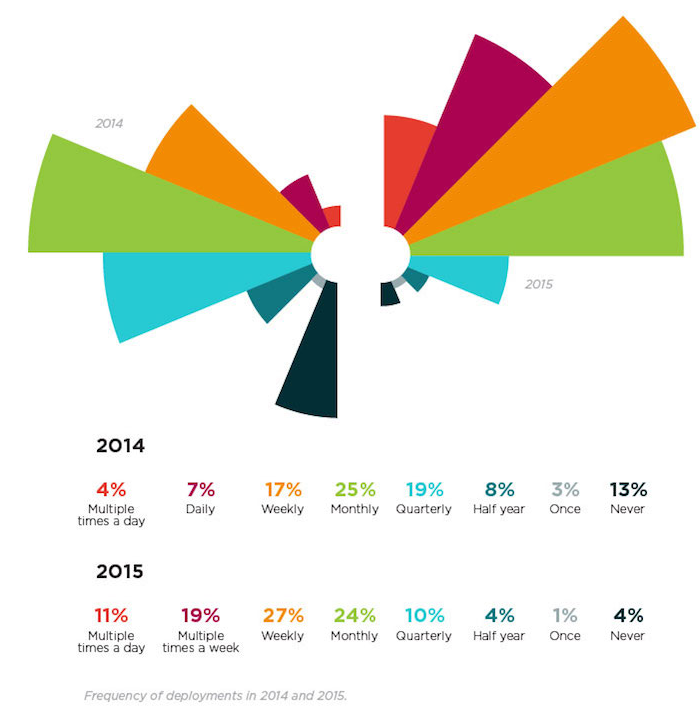 2014
2015
2014
4% 7% 17% 25% 19% 8% 3% 13%
Multiple Daily Weekly Monthly Quarterly Half year Once Never
times a day
2015
11% 19% 27% 24% 10% 4% 1% 4%
Multiple Multiple Weekly Monthly Quarterly Half year Once Never
times a day times a week
Frequency of deployments in 2014 and 2015.